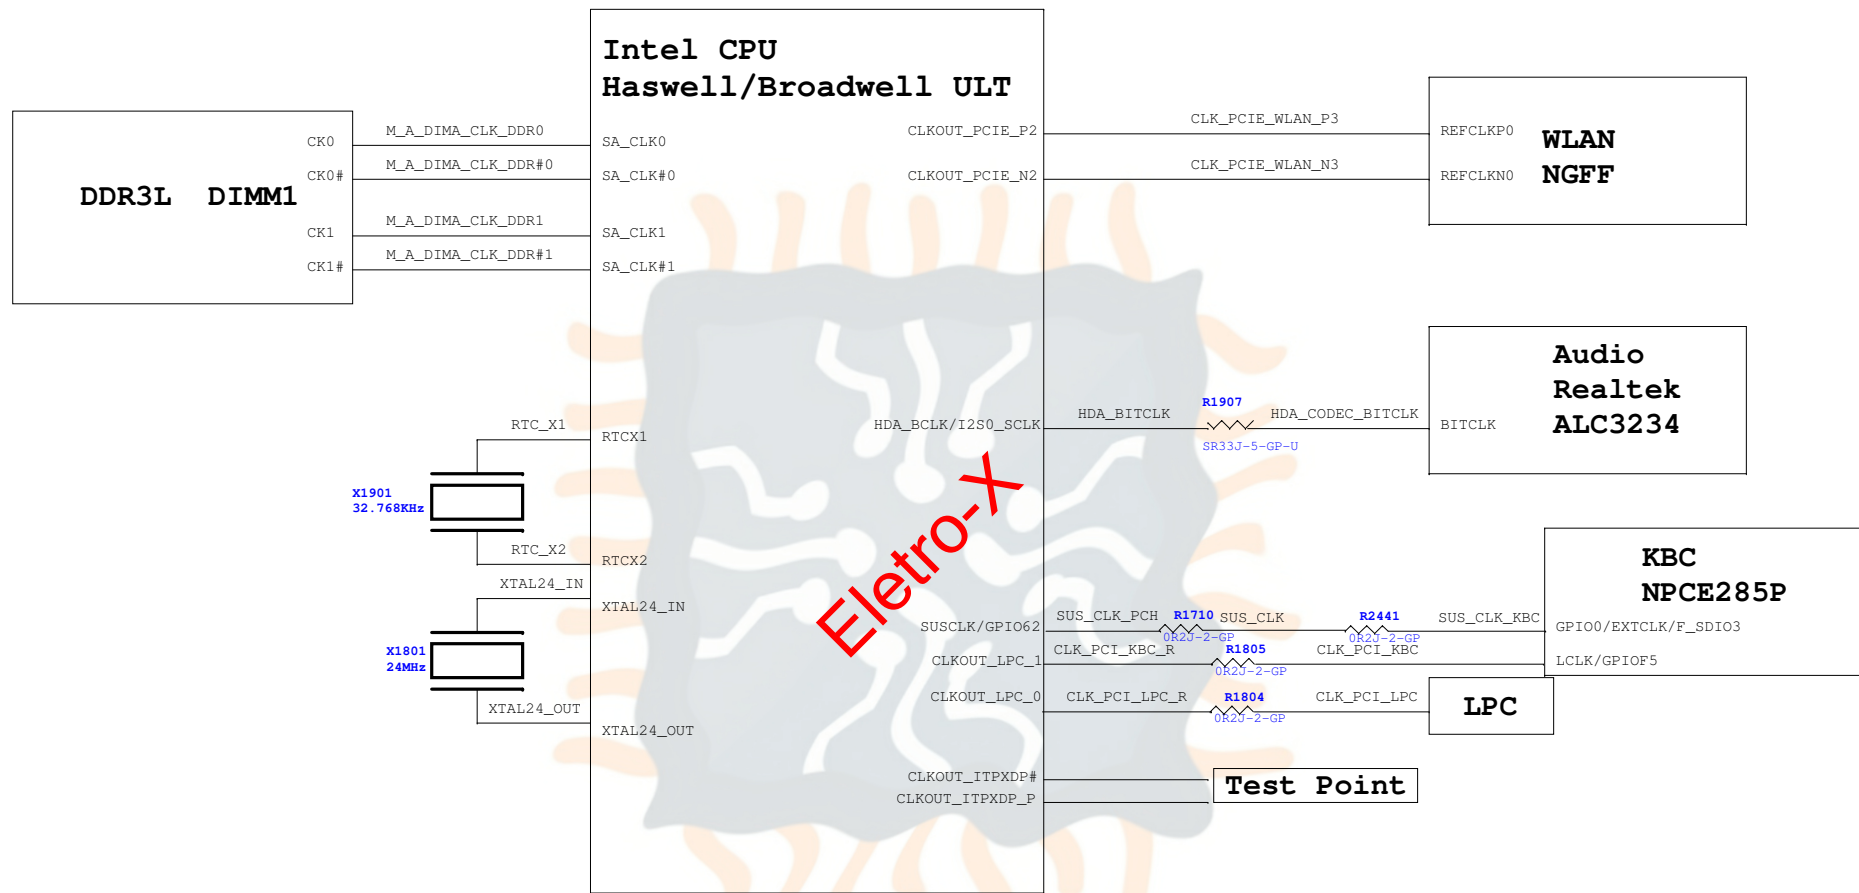 Intel CPU
Haswell/Broadwell ULT
DDR3L DIMM1
CK0
M_A_DIMA_CLK_DDR0
SA_CLK0
CK0#
M_A_DIMA_CLK_DDR#0
SA_CLK#0
CK1
M_A_DIMA_CLK_DDR1
SA_CLK1
CK1#
M_A_DIMA_CLK_DDR#1
SA_CLK#1
CLKOUT_PCIE_P2
CLK_PCIE_WLAN_P3
REFCLKP0
CLKOUT_PCIE_N2
CLK_PCIE_WLAN_N3
REFCLKN0
WLAN
NGFF
Audio
Realtek
ALC3234
HDA_BCLK/I2S0_SCLK
HDA_BITCLK
R1907
SR33J-5-GP-U
HDA_CODEC_BITCLK
BITCLK
RTC_X1
RTCX1
X1901
32.768KHz
RTC_X2
RTCX2
XTAL24_IN
XTAL24_IN
X1801
24MHz
XTAL24_OUT
XTAL24_OUT
Eletro-X
KBC
NPCE285P
SUSCLK/GPIO62
SUS_CLK_PCH
R1710
0R2J-2-GP
SUS_CLK
R2441
0R2J-2-GP
SUS_CLK_KBC
GPIO0/EXTCLK/F_SDIO3
CLKOUT_LPC_1
CLK_PCI_KBC_R
R1805
0R2J-2-GP
CLK_PCI_KBC
LCLK/GPIOF5
CLKOUT_LPC_0
CLK_PCI_LPC_R
R1804
0R2J-2-GP
CLK_PCI_LPC
LPC
CLKOUT_ITPXDP#
CLKOUT_ITPXDP_P
Test Point